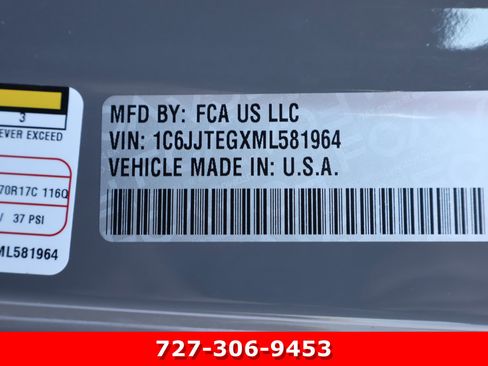 3
EVER EXCEED
70R17C 116Q
/ 37 PSI
ML581964
MFD BY: FCA US LLC
VIN: 1C6JJTEGXML581964
VEHICLE MADE IN: U.S.A.
727-306-9453